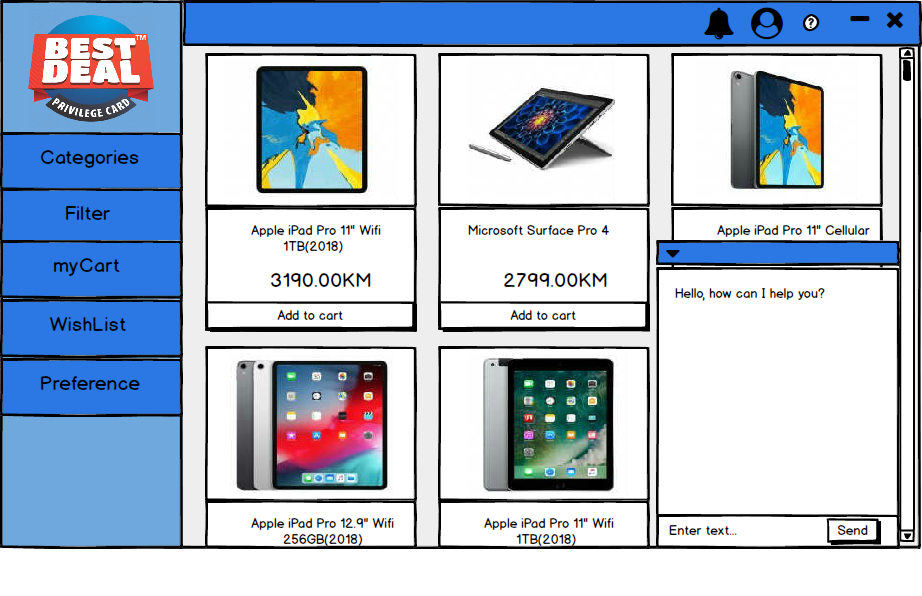 BEST
DEAL™
PRIVILEGE CARD
Categories
Filter
myCart
WishList
Preference
?
Apple iPad Pro 11" Wifi
1TB(2018)
3190.00KM
Add to cart
Microsoft Surface Pro 4
2799.00KM
Add to cart
Apple iPad Pro 11" Cellular
Apple iPad Pro 12.9" Wifi
256GB(2018)
Apple iPad Pro 11" Wifi
1TB(2018)
Hello, how can I help you?
Enter text...
Send